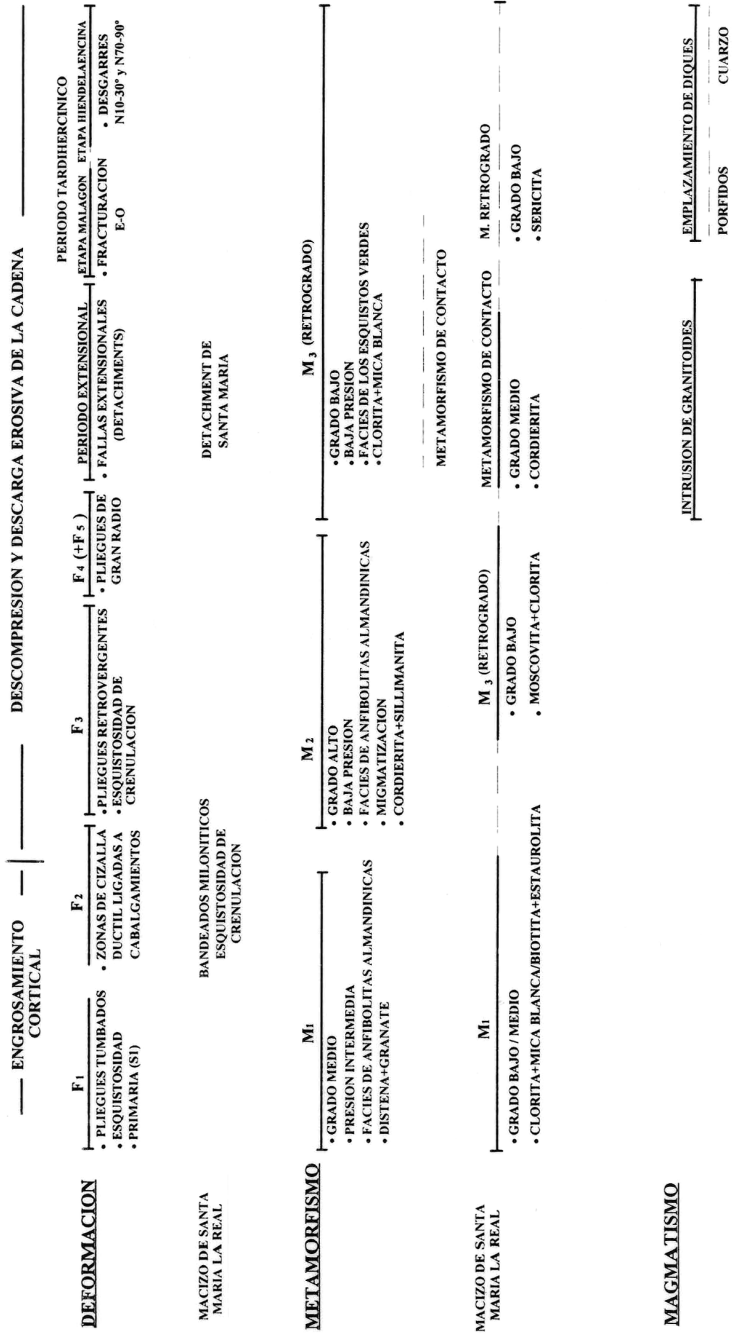 ENGROSAMIENTO
CORTICAL
DESCOMPRESION Y DESCARGA EROSIVA DE LA CADENA
DEFORMACION
F1
• PLIEGUES TUMBADOS
• ESQUISTOSIDAD
• PRIMARIA (S1)
F2
• ZONAS DE CIZALLA
DUCTIL LIGADAS A
CABALGAMIENTOS
F3
• PLIEGUES RETROVERGENTES
• ESQUISTOSIDAD DE
CRENULACION
F4 (+F5)
• PLIEGUES DE
GRAN RADIO
PERIODO EXTENSIONAL
• FALLAS EXTENSIONALES
(DETACHMENTS)
PERIODO TARDIHERCINICO
ETAPA MALAGON
• FRACTURACION
E-O
ETAPA HIENDELAENCINA
• DESGARRES
N10-30º y N70-90º
MACIZO DE SANTA
MARIA LA REAL
BANDEADOS MILONITICOS
ESQUISTOSIDAD DE
CRENULACION
DETACHMENT DE
SANTA MARIA
METAMORFISMO
M1
• GRADO MEDIO
• PRESION INTERMEDIA
• FACIES DE ANFIBOLITAS ALMANDINICAS
• DISTENA+GRANATE
M2
• GRADO ALTO
• BAJA PRESION
• FACIES DE ANFIBOLITAS ALMANDINICAS
• MIGMATIZACION
• CORDIERITA+SILLIMANITA
M3 (RETROGRADO)
• GRADO BAJO
• BAJA PRESION
• FACIES DE LOS ESQUISTOS VERDES
• CLORITA+MICA BLANCA
METAMORFISMO DE CONTACTO
MACIZO DE SANTA
MARIA LA REAL
M1
• GRADO BAJO / MEDIO
• CLORITA+MICA BLANCA/BIOTITA+ESTAUROLITA
M3 (RETROGRADO)
• GRADO BAJO
• MOSCOVITA+CLORITA
METAMORFISMO DE CONTACTO
• GRADO MEDIO
• CORDIERITA
M. RETROGRADO
• GRADO BAJO
• SERICITA
MAGMATISMO
INTRUSION DE GRANITOIDES
EMPLAZAMIENTO DE DIQUES
PORFIDOS
CUARZO